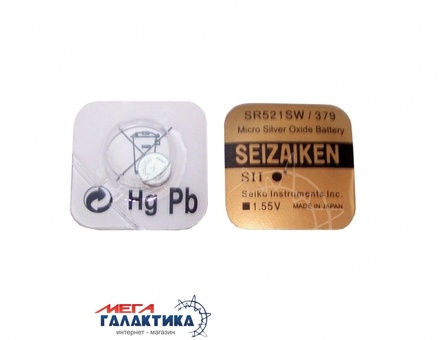 Hg Pb
SR521SW / 379
Micro Silver Oxide Battery
SEIZAIKEN
SII
Seiko Instruments Inc.
1.55V MADE IN JAPAN
МЕГА
ГАЛАКТИКА
интернет - магазин